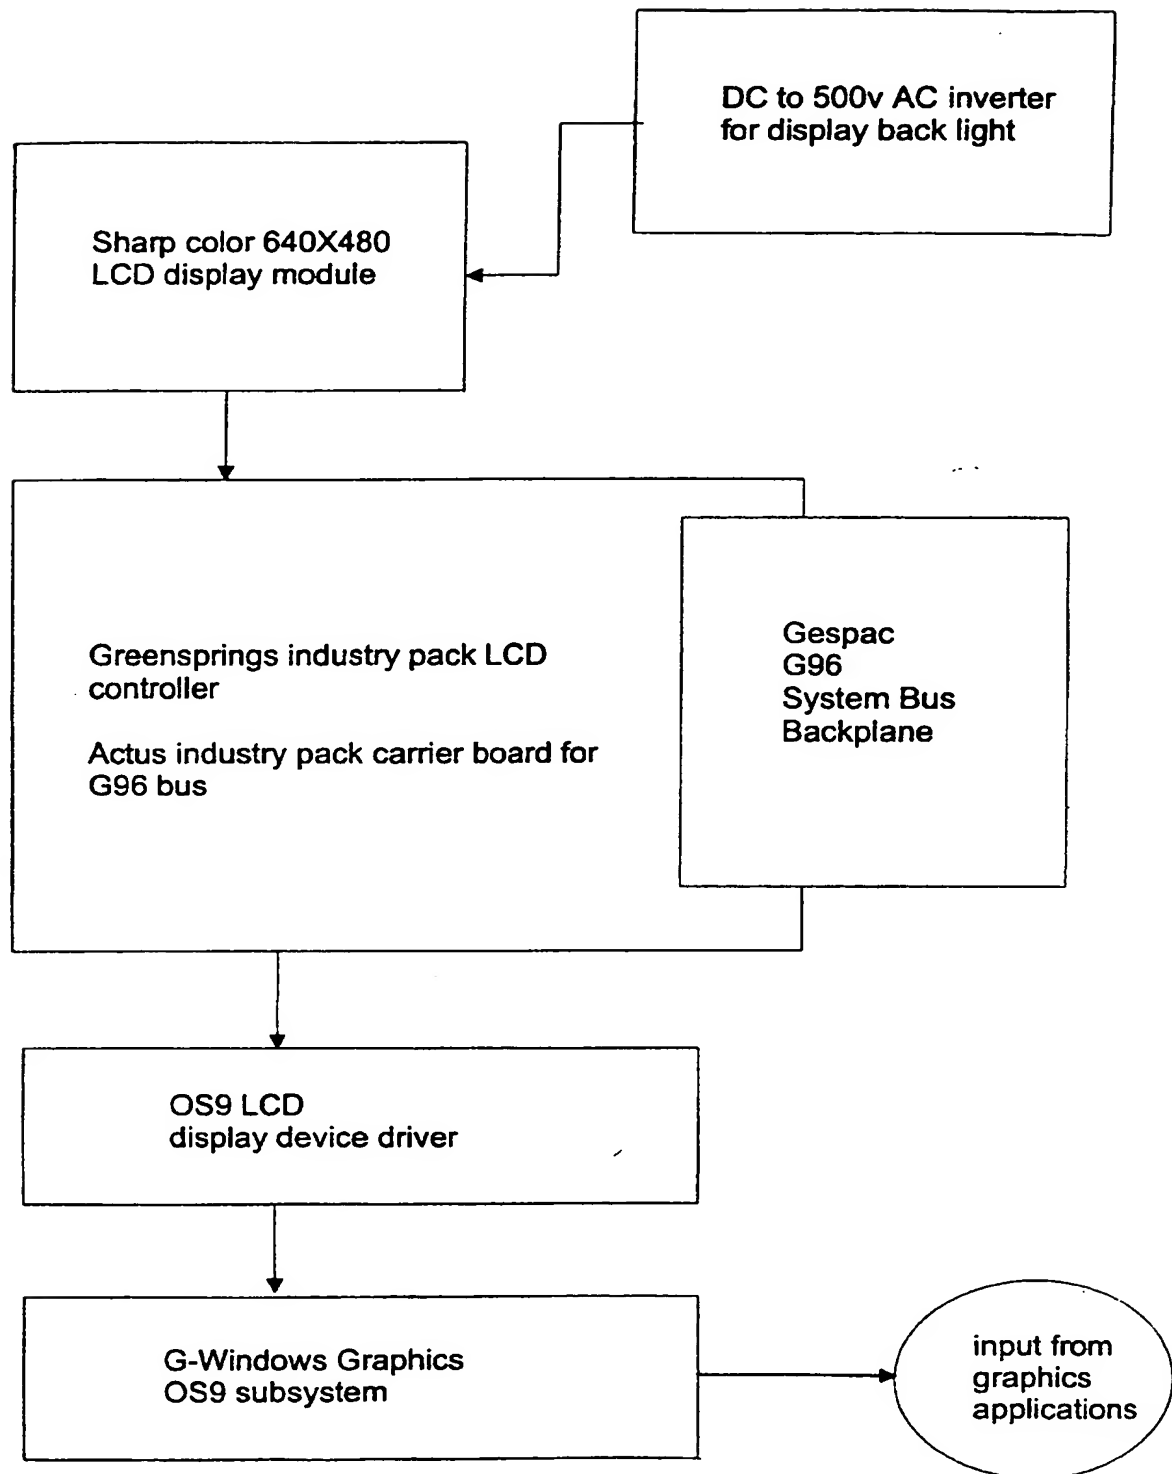 DC to 500v AC inverter
for display back light
Sharp color 640X480
LCD display module
Greensprings industry pack LCD
controller
Actus industry pack carrier board for
G96 bus
Gespac
G96
System Bus
Backplane
OS9 LCD
display device driver
G-Windows Graphics
OS9 subsystem
input from
graphics
applications